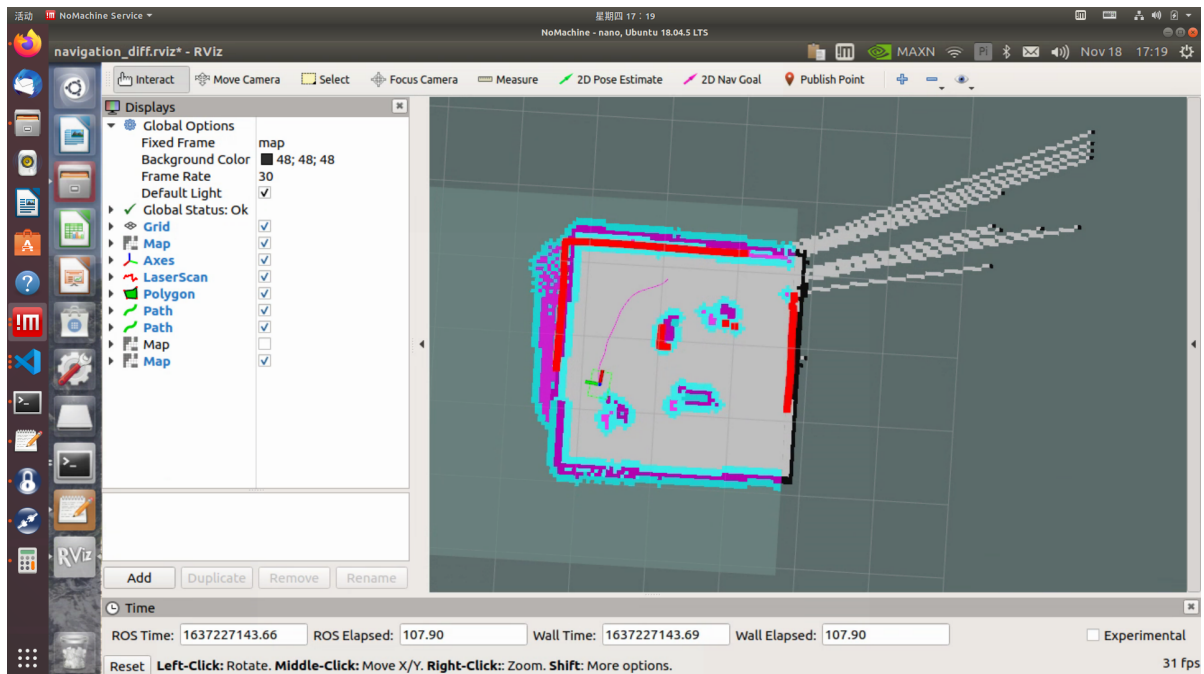 活动 NoMachine Service ▾ 星期四 17：19
NoMachine - nano, Ubuntu 18.04.5 LTS
navigation_diff.rviz* - RViz MAXN Pi Nov 18 17:19
Interact Move Camera Select Focus Camera Measure 2D Pose Estimate 2D Nav Goal Publish Point
Displays
Global Options
Fixed Frame map
Background Color 48; 48; 48
Frame Rate 30
Default Light
Global Status: Ok
Grid
Map
Axes
LaserScan
Polygon
Path
Path
Map
Map
Add Duplicate Remove Rename
Time
ROS Time: 1637227143.66 ROS Elapsed: 107.90 Wall Time: 1637227143.69 Wall Elapsed: 107.90 Experimental
Reset Left-Click: Rotate. Middle-Click: Move X/Y. Right-Click:: Zoom. Shift: More options. 31 fps
!m
RViz